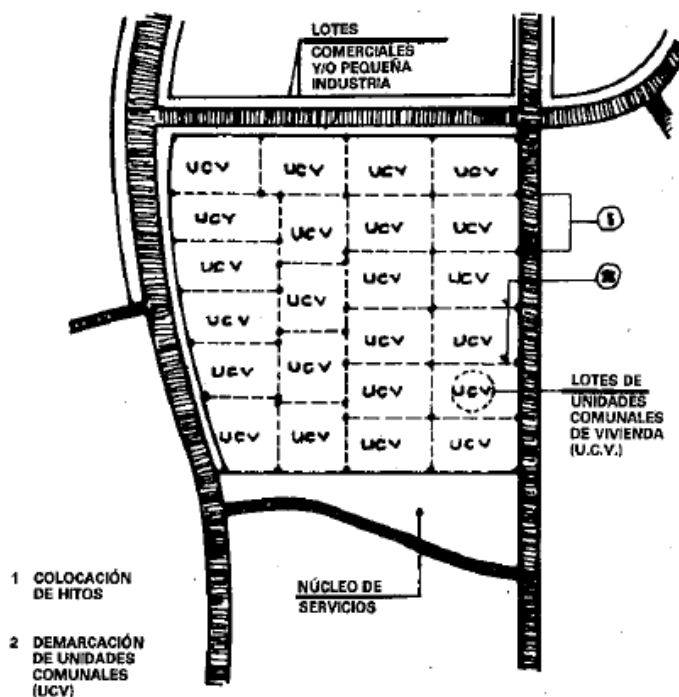 LOTES
COMERCIALES
Y/O PEQUEÑA
INDUSTRIA
UCV UCV UCV UCV
UCV UCV UCV UCV
UCV UCV UCV UCV
UCV UCV UCV UCV
UCV UCV UCV UCV
UCV UCV UCV
LOTES DE
UNIDADES
COMUNALES
DE VIVIENDA
(U.C.V.)
NÚCLEO DE
SERVICIOS
1 COLOCACIÓN
DE HITOS
2 DEMARCACIÓN
DE UNIDADES
COMUNALES
(UCV)